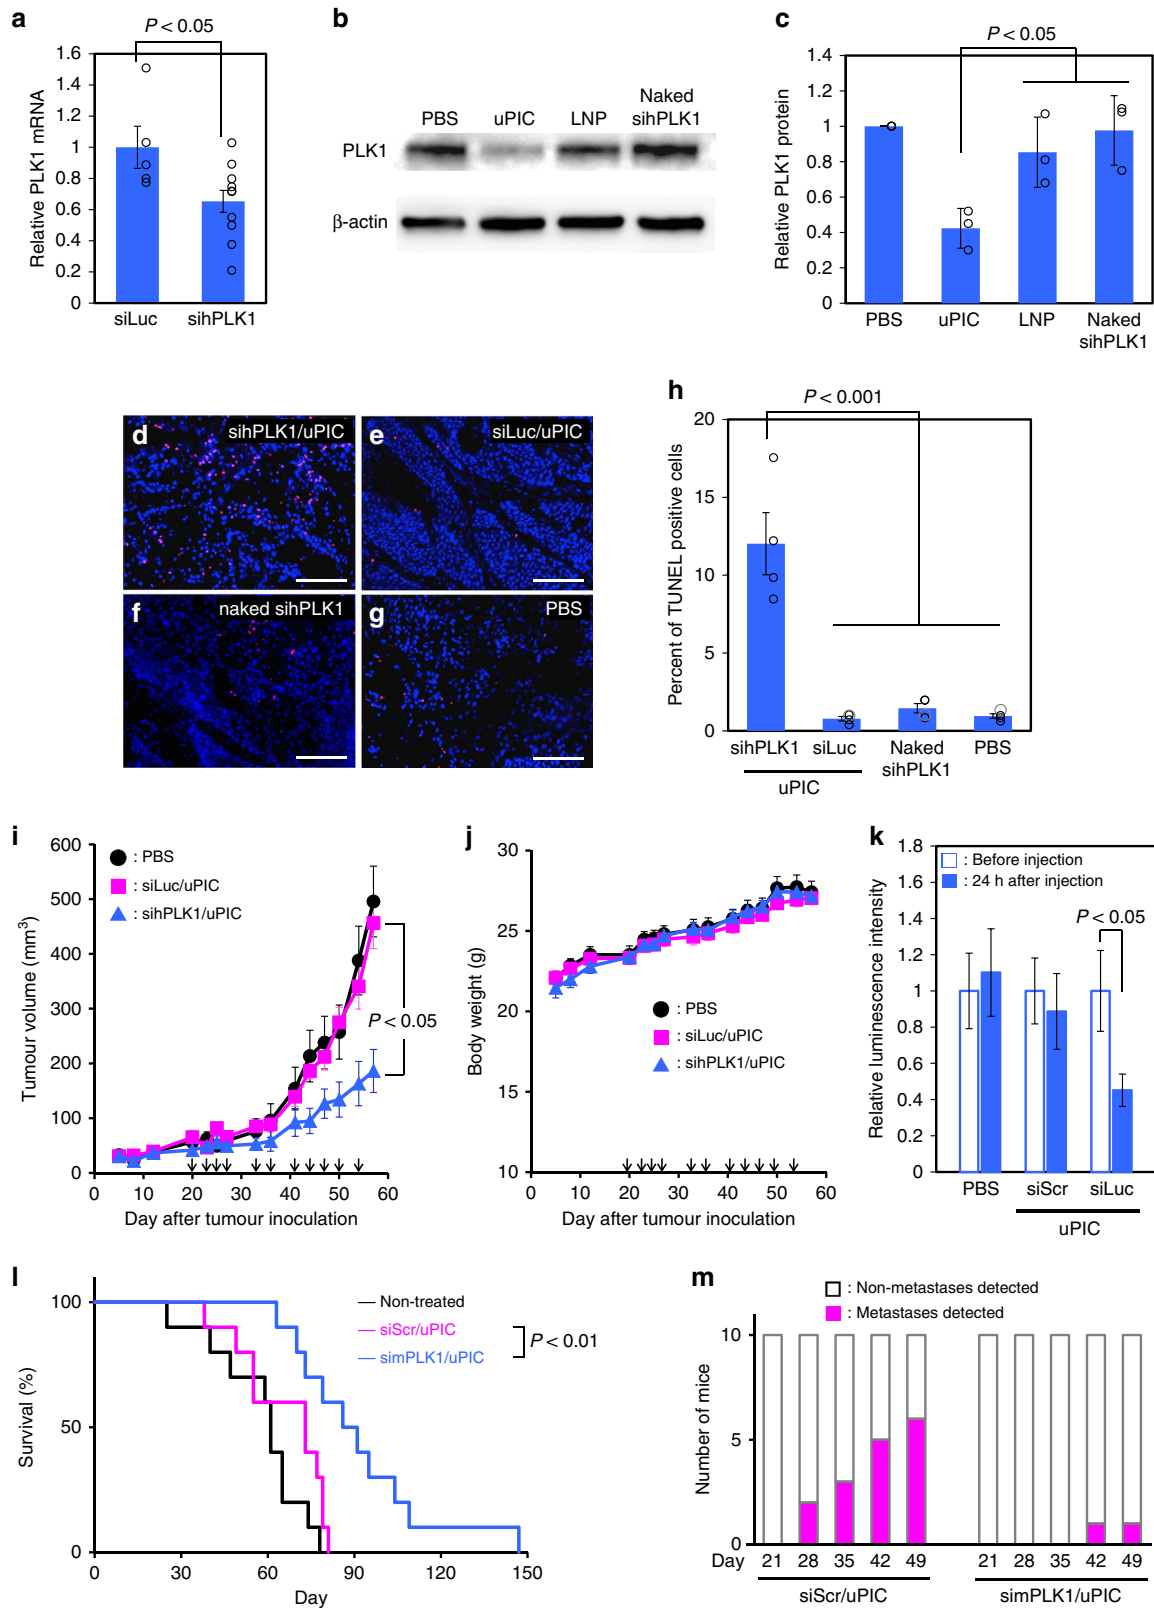 a
P < 0.05
1.6
1.4
1.2
1
0.8
0.6
0.4
0.2
0
Relative PLK1 mRNA
siLuc sihPLK1
b
PBS uPIC LNP Naked sihPLK1
PLK1
β-actin
c
P < 0.05
1.4
1.2
1
0.8
0.6
0.4
0.2
0
Relative PLK1 protein
PBS uPIC LNP Naked
sihPLK1
d sihPLK1/uPIC
e siLuc/uPIC
f naked sihPLK1
g PBS
h
P < 0.001
20
15
10
5
0
Percent of TUNEL positive cells
sihPLK1 siLuc Naked sihPLK1 PBS
uPIC
i
600
500
400
300
200
100
0
Tumour volume (mm³)
: PBS
: siLuc/uPIC
: sihPLK1/uPIC
P < 0.05
0 10 20 30 40 50 60
Day after tumour inoculation
j
30
25
20
15
10
Body weight (g)
: PBS
: siLuc/uPIC
: sihPLK1/uPIC
0 10 20 30 40 50 60
Day after tumour inoculation
k
1.8
1.6
1.4
1.2
1
0.8
0.6
0.4
0.2
0
Relative luminescence intensity
: Before injection
: 24 h after injection
P < 0.05
PBS siScr siLuc
uPIC
l
100
50
0
Survival (%)
Non-treated
siScr/uPIC
simPLK1/uPIC
P < 0.01
0 30 60 90 120 150
Day
m
: Non-metastases detected
: Metastases detected
10
5
0
Number of mice
Day 21 28 35 42 49 21 28 35 42 49
siScr/uPIC simPLK1/uPIC